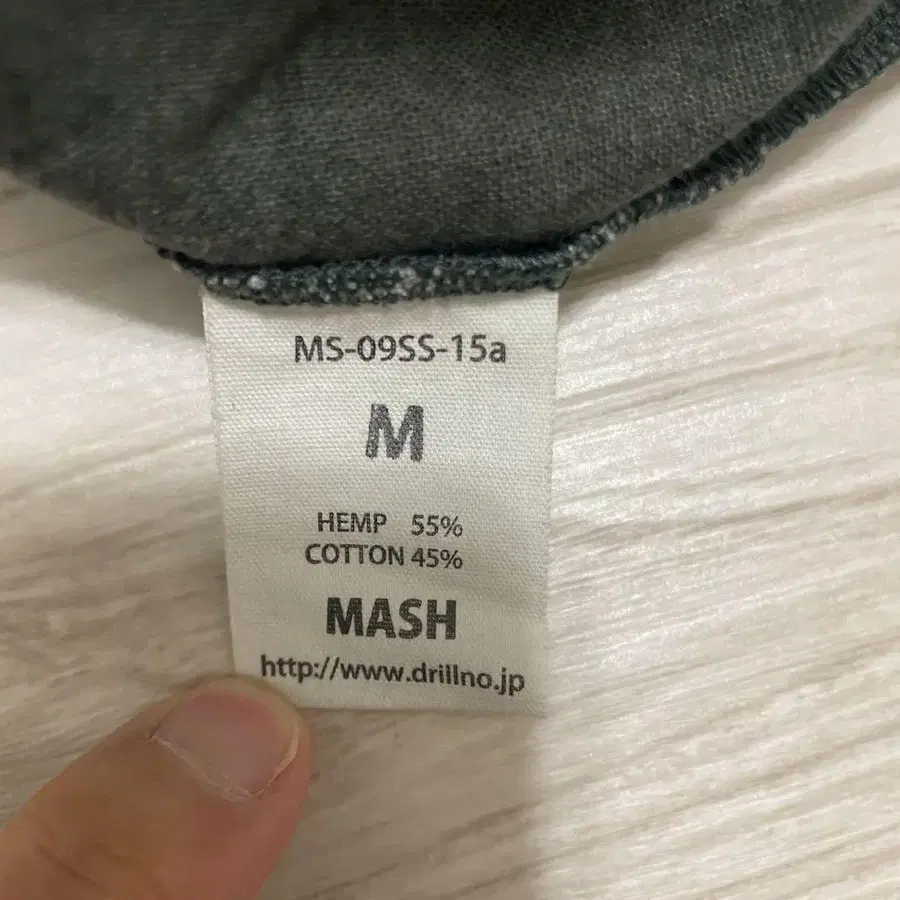 MS-09SS-15a
M
HEMP 55%
COTTON 45%
MASH
http://www.drillno.jp